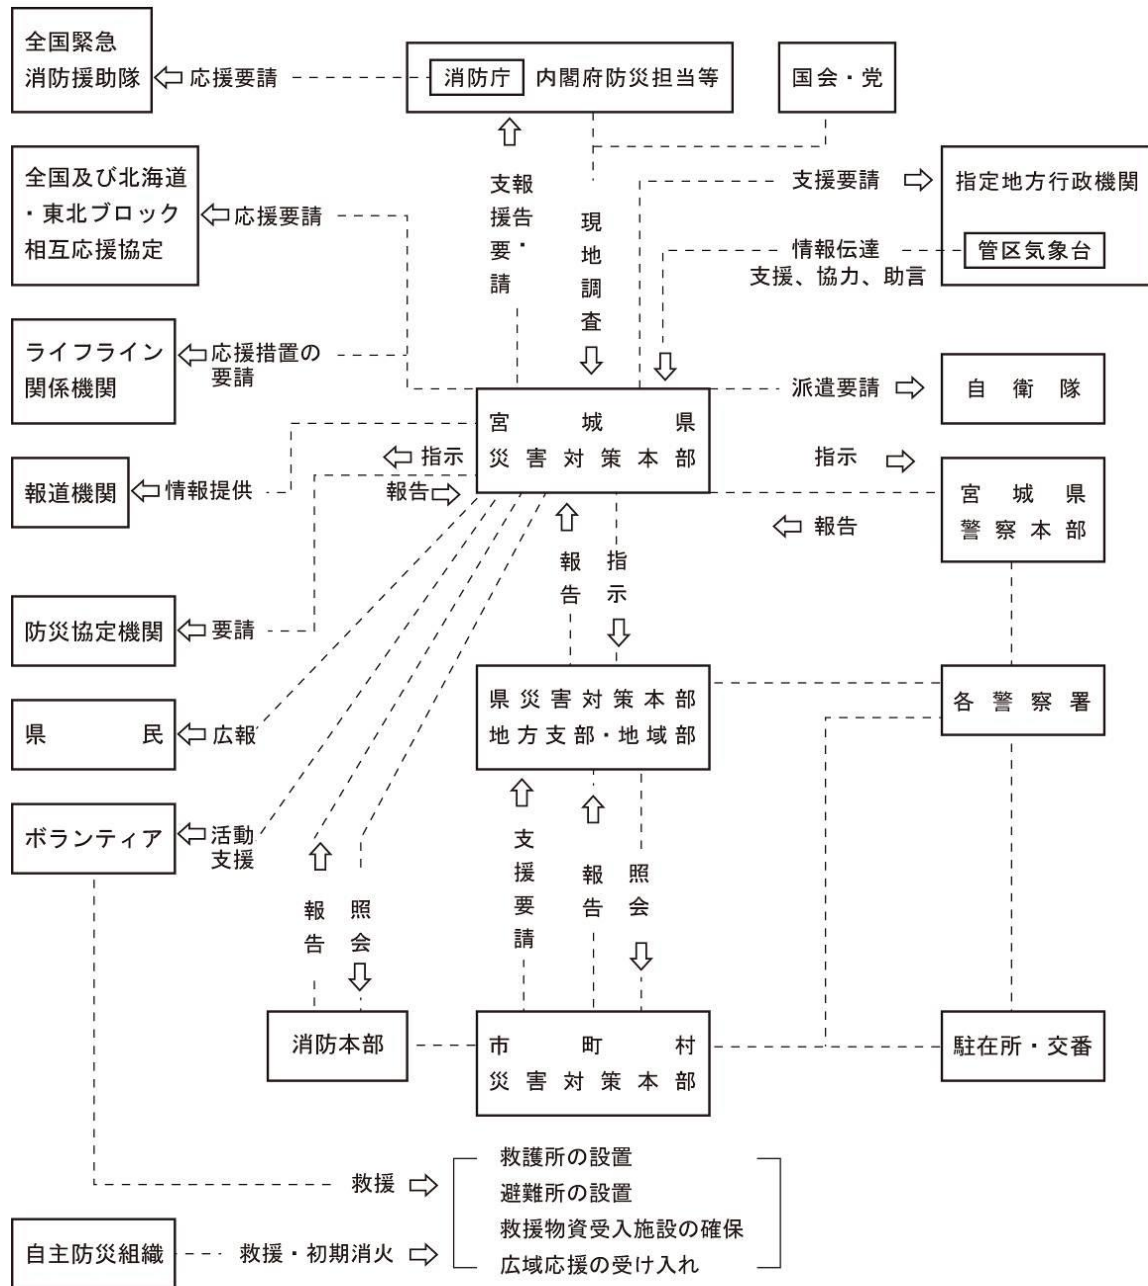 全国緊急
消防援助隊
応援要請
消防庁
内閣府防災担当等
国会・党
全国及び北海道
・東北ブロック
相互応援協定
応援要請
支援要請・
報告
現地調査
支援要請
指定地方行政機関
管区気象台
情報伝達
支援、協力、助言
ライフライン
関係機関
応援措置の
要請
宮城県
災害対策本部
派遣要請
自衛隊
報道機関
情報提供
指示
報告
指示
報告
宮城県
警察本部
防災協定機関
要請
報告
指示
県民
広報
県災害対策本部
地方支部・地域部
各警察署
ボランティア
活動
支援
報告
照会
支援要請
報告
照会
消防本部
市町村
災害対策本部
駐在所・交番
救援
救護所の設置
避難所の設置
救援物資受入施設の確保
広域応援の受け入れ
自主防災組織
救援・初期消火